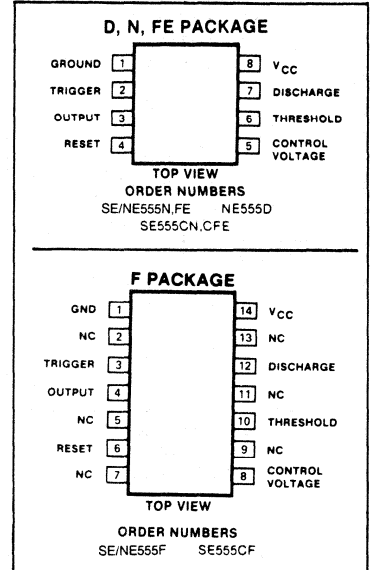 D, N, FE PACKAGE
GROUND 1 8 VCC
TRIGGER 2 7 DISCHARGE
OUTPUT 3 6 THRESHOLD
RESET 4 5 CONTROL
VOLTAGE
TOP VIEW
ORDER NUMBERS
SE/NE555N,FE NE555D
SE555CN,CFE
F PACKAGE
GND 1 14 VCC
NC 2 13 NC
TRIGGER 3 12 DISCHARGE
OUTPUT 4 11 NC
NC 5 10 THRESHOLD
RESET 6 9 NC
NC 7 8 CONTROL
VOLTAGE
TOP VIEW
ORDER NUMBERS
SE/NE555F SE555CF